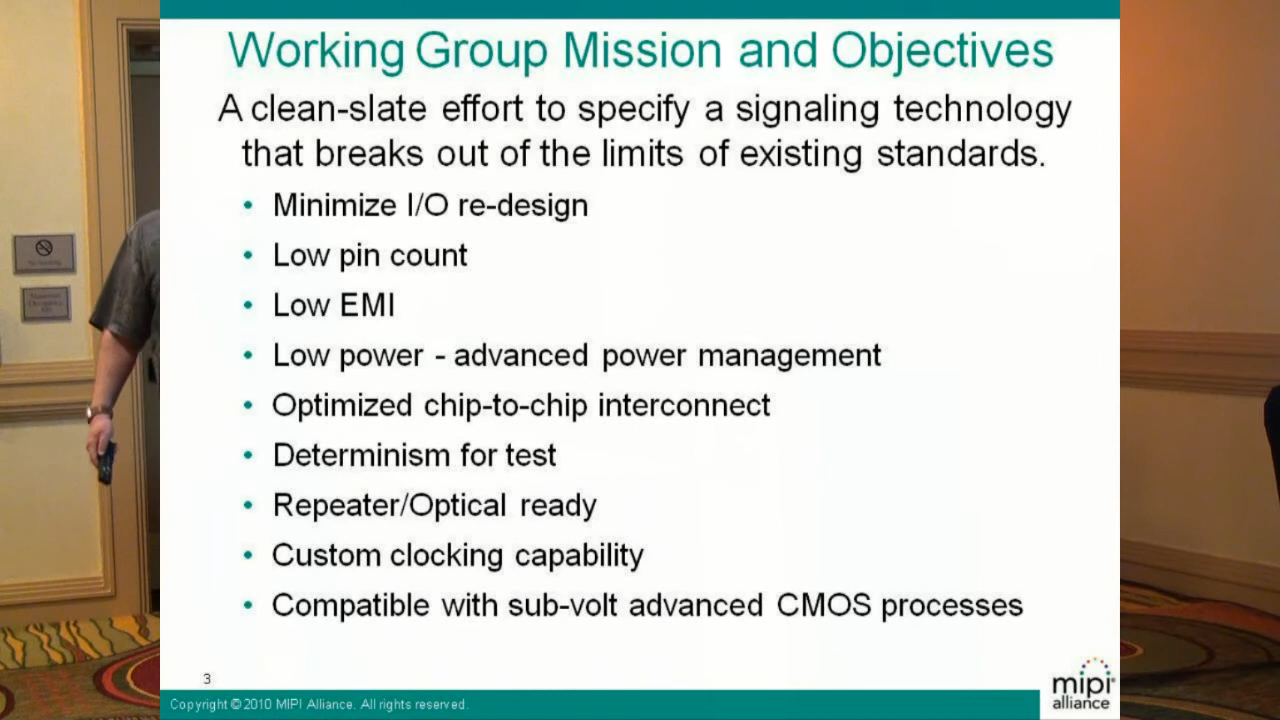 Working Group Mission and Objectives
A clean-slate effort to specify a signaling technology
that breaks out of the limits of existing standards.
• Minimize I/O re-design
• Low pin count
• Low EMI
• Low power - advanced power management
• Optimized chip-to-chip interconnect
• Determinism for test
• Repeater/Optical ready
• Custom clocking capability
• Compatible with sub-volt advanced CMOS processes
3
Copyright © 2010 MIPI Alliance. All rights reserved.
mipi
alliance